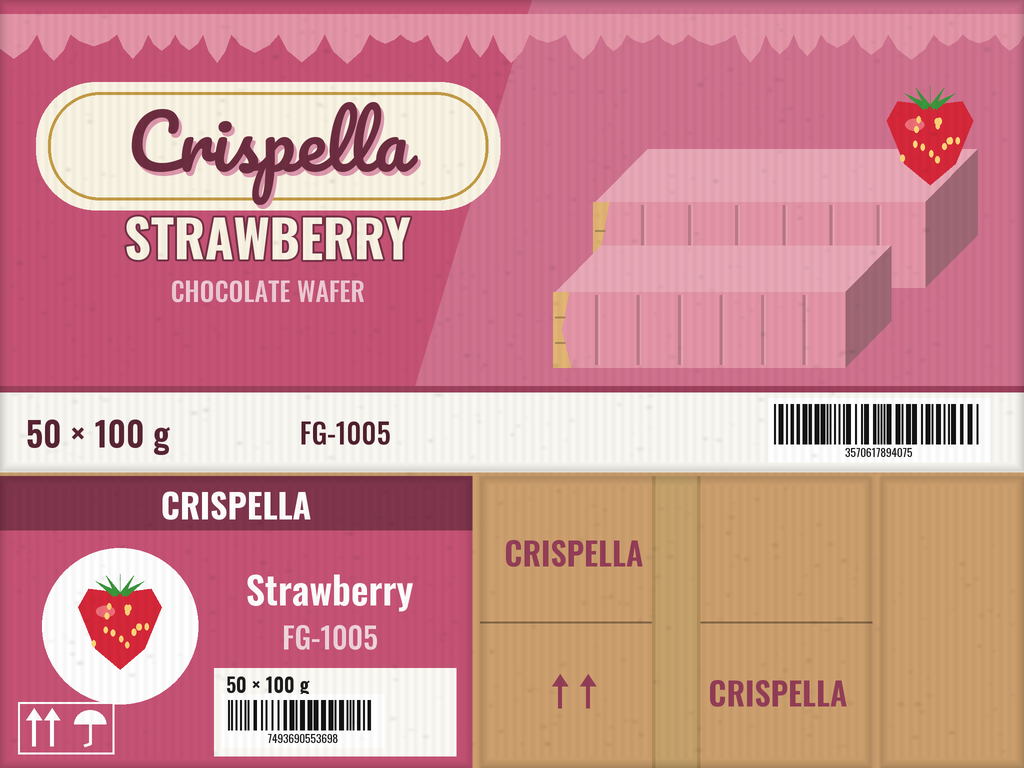 Crispella
STRAWBERRY
CHOCOLATE WAFER
50 × 100 g
FG-1005
3570617894075
CRISPELLA
Strawberry
FG-1005
50 × 100 g
7493690553698
CRISPELLA
CRISPELLA